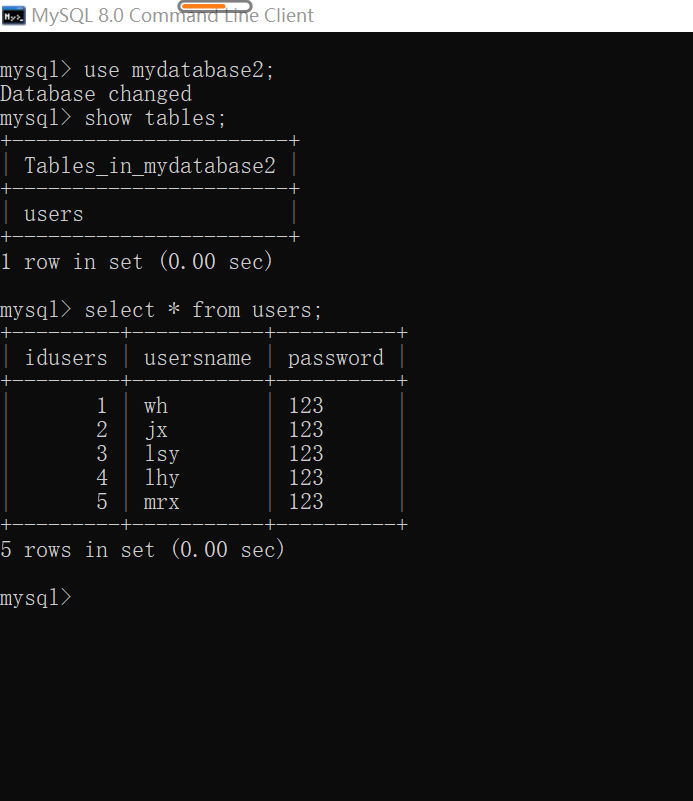 MySQL 8.0 Command Line Client
mysql> use mydatabase2;
Database changed
mysql> show tables;
+-----------------------+
| Tables_in_mydatabase2 |
+-----------------------+
| users                 |
+-----------------------+
1 row in set (0.00 sec)
mysql> select * from users;
+---------+-----------+----------+
| idusers | usersname | password |
+---------+-----------+----------+
|       1 | wh        | 123      |
|       2 | jx        | 123      |
|       3 | lsy       | 123      |
|       4 | lhy       | 123      |
|       5 | mrx       | 123      |
+---------+-----------+----------+
5 rows in set (0.00 sec)
mysql>